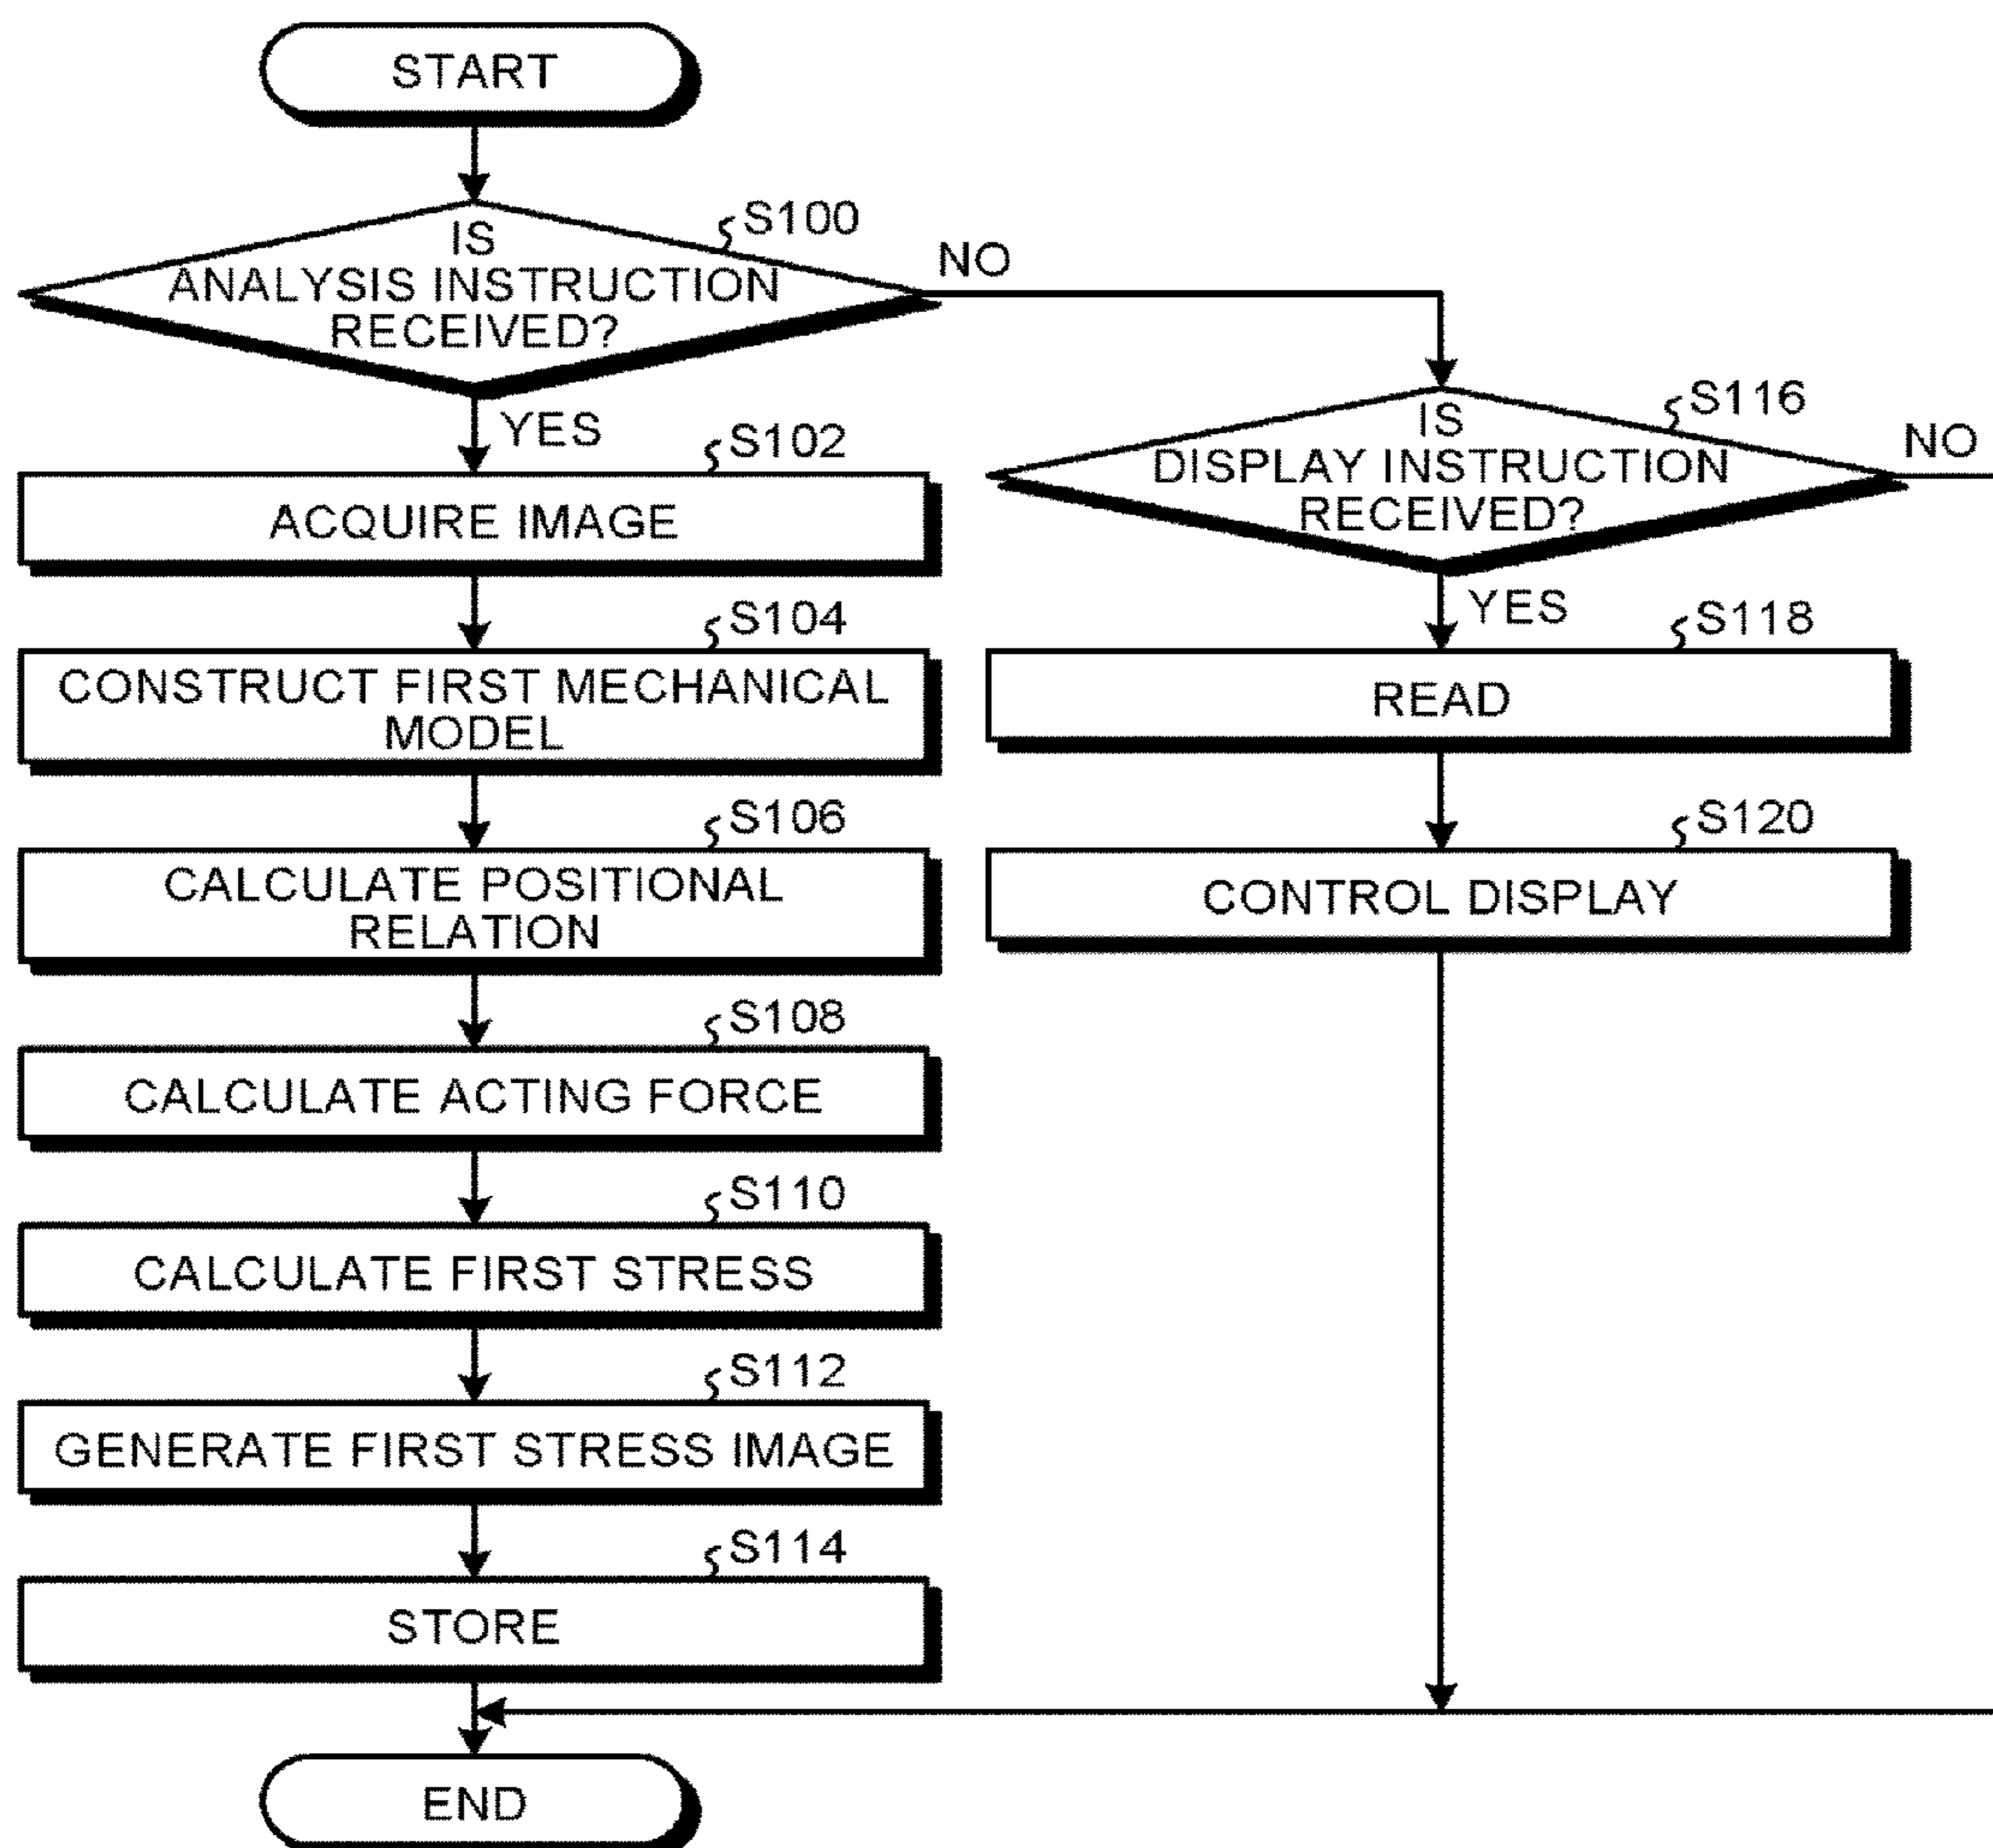 START
S100
IS
ANALYSIS INSTRUCTION
RECEIVED?
NO
YES
S102
ACQUIRE IMAGE
S104
CONSTRUCT FIRST MECHANICAL
MODEL
S106
CALCULATE POSITIONAL
RELATION
S108
CALCULATE ACTING FORCE
S110
CALCULATE FIRST STRESS
S112
GENERATE FIRST STRESS IMAGE
S114
STORE
END
S116
IS
DISPLAY INSTRUCTION
RECEIVED?
NO
YES
S118
READ
S120
CONTROL DISPLAY